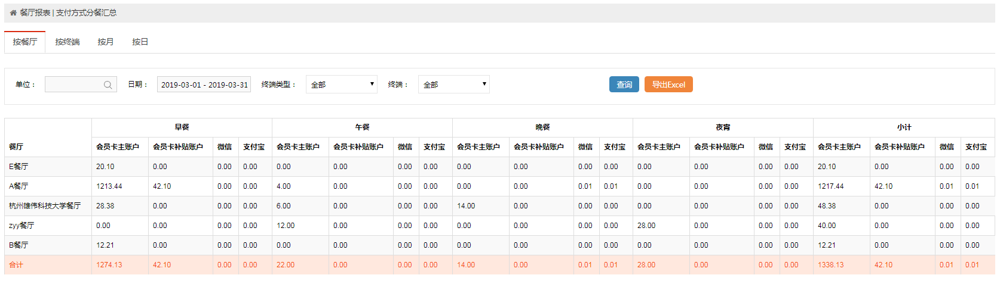 餐厅报表 | 支付方式分餐汇总
按餐厅 按终端 按月 按日
单位： 日期： 2019-03-01 - 2019-03-31 终端类型： 全部 终端： 全部 查询 导出Excel
早餐 午餐 晚餐 夜宵 小计
餐厅 会员卡主账户 会员卡补贴账户 微信 支付宝 会员卡主账户 会员卡补贴账户 微信 支付宝 会员卡主账户 会员卡补贴账户 微信 支付宝 会员卡主账户 会员卡补贴账户 微信 支付宝 会员卡主账户 会员卡补贴账户 微信 支付宝
E餐厅 20.10 0.00 0.00 0.00 0.00 0.00 0.00 0.00 0.00 0.00 0.00 0.00 0.00 0.00 0.00 0.00 20.10 0.00 0.00 0.00
A餐厅 1213.44 42.10 0.00 0.00 4.00 0.00 0.00 0.00 0.00 0.00 0.01 0.01 0.00 0.00 0.00 0.00 1217.44 42.10 0.01 0.01
杭州雄伟科技大学餐厅 28.38 0.00 0.00 0.00 6.00 0.00 0.00 0.00 14.00 0.00 0.00 0.00 0.00 0.00 0.00 0.00 48.38 0.00 0.00 0.00
zyy餐厅 0.00 0.00 0.00 0.00 12.00 0.00 0.00 0.00 0.00 0.00 0.00 0.00 28.00 0.00 0.00 0.00 40.00 0.00 0.00 0.00
B餐厅 12.21 0.00 0.00 0.00 0.00 0.00 0.00 0.00 0.00 0.00 0.00 0.00 0.00 0.00 0.00 0.00 12.21 0.00 0.00 0.00
合计 1274.13 42.10 0.00 0.00 22.00 0.00 0.00 0.00 14.00 0.00 0.01 0.01 28.00 0.00 0.00 0.00 1338.13 42.10 0.01 0.01